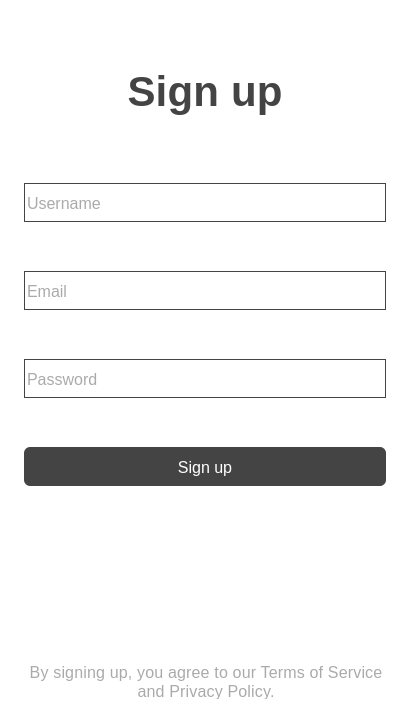 Sign up
Username
Email
Password
Sign up
By signing up, you agree to our Terms of Service
and Privacy Policy.